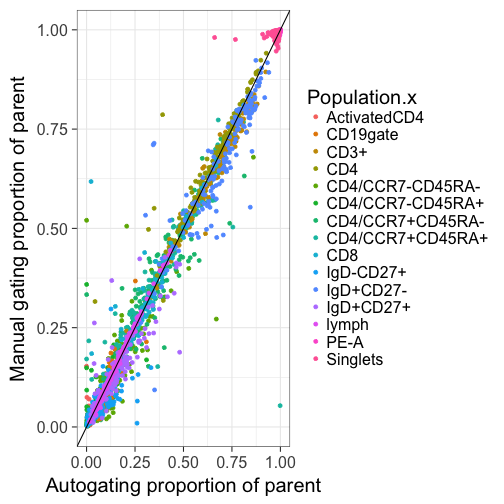 Manual gating proportion of parent
1.00
0.75
0.50
0.25
0.00
0.00 0.25 0.50 0.75 1.00
Autogating proportion of parent
Population.x
ActivatedCD4
CD19gate
CD3+
CD4
CD4/CCR7-CD45RA-
CD4/CCR7-CD45RA+
CD4/CCR7+CD45RA-
CD4/CCR7+CD45RA+
CD8
IgD-CD27+
IgD+CD27-
IgD+CD27+
lymph
PE-A
Singlets